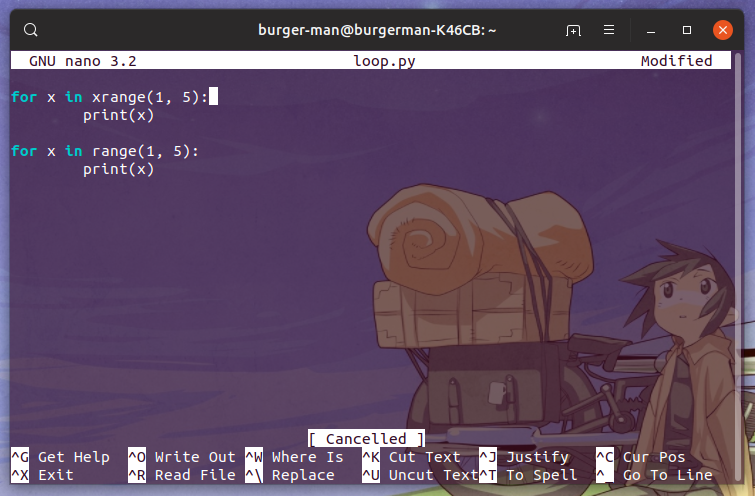 burger-man@burgerman-K46CB: ~
GNU nano 3.2 loop.py Modified
for x in xrange(1, 5):
print(x)
for x in range(1, 5):
print(x)
[ Cancelled ]
^G Get Help ^O Write Out ^W Where Is ^K Cut Text ^J Justify ^C Cur Pos
^X Exit ^R Read File ^\ Replace ^U Uncut Text ^T To Spell ^_ Go To Line